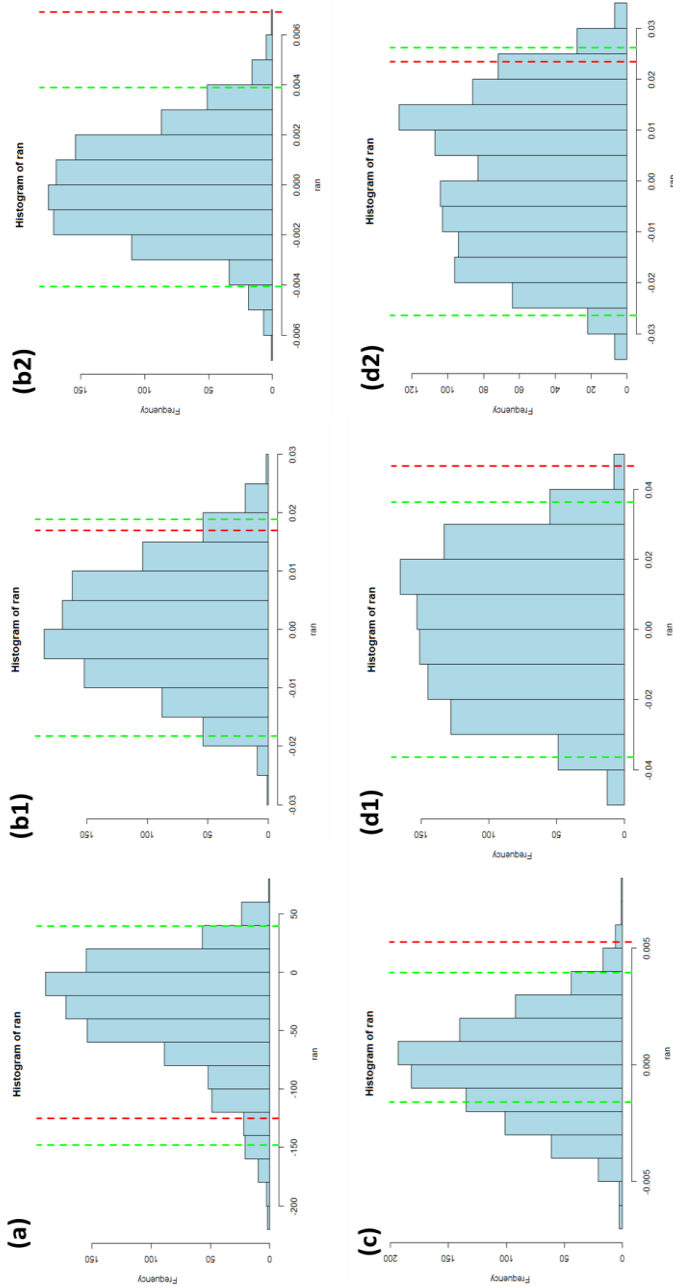 (a)
Histogram of ran
Frequency
150
100
50
0
-200 -150 -100 -50 0 50
ran
(b1)
Histogram of ran
Frequency
150
100
50
0
-0.03 -0.02 -0.01 0.00 0.01 0.02 0.03
ran
(b2)
Histogram of ran
Frequency
150
100
50
0
-0.006 -0.004 -0.002 0.000 0.002 0.004 0.006
ran
(c)
Histogram of ran
Frequency
200
150
100
50
0
-0.005 0.000 0.005
ran
(d1)
Histogram of ran
Frequency
150
100
50
0
-0.04 -0.02 0.00 0.02 0.04
ran
(d2)
Histogram of ran
Frequency
120
100
80
60
40
20
0
-0.03 -0.02 -0.01 0.00 0.01 0.02 0.03
ran